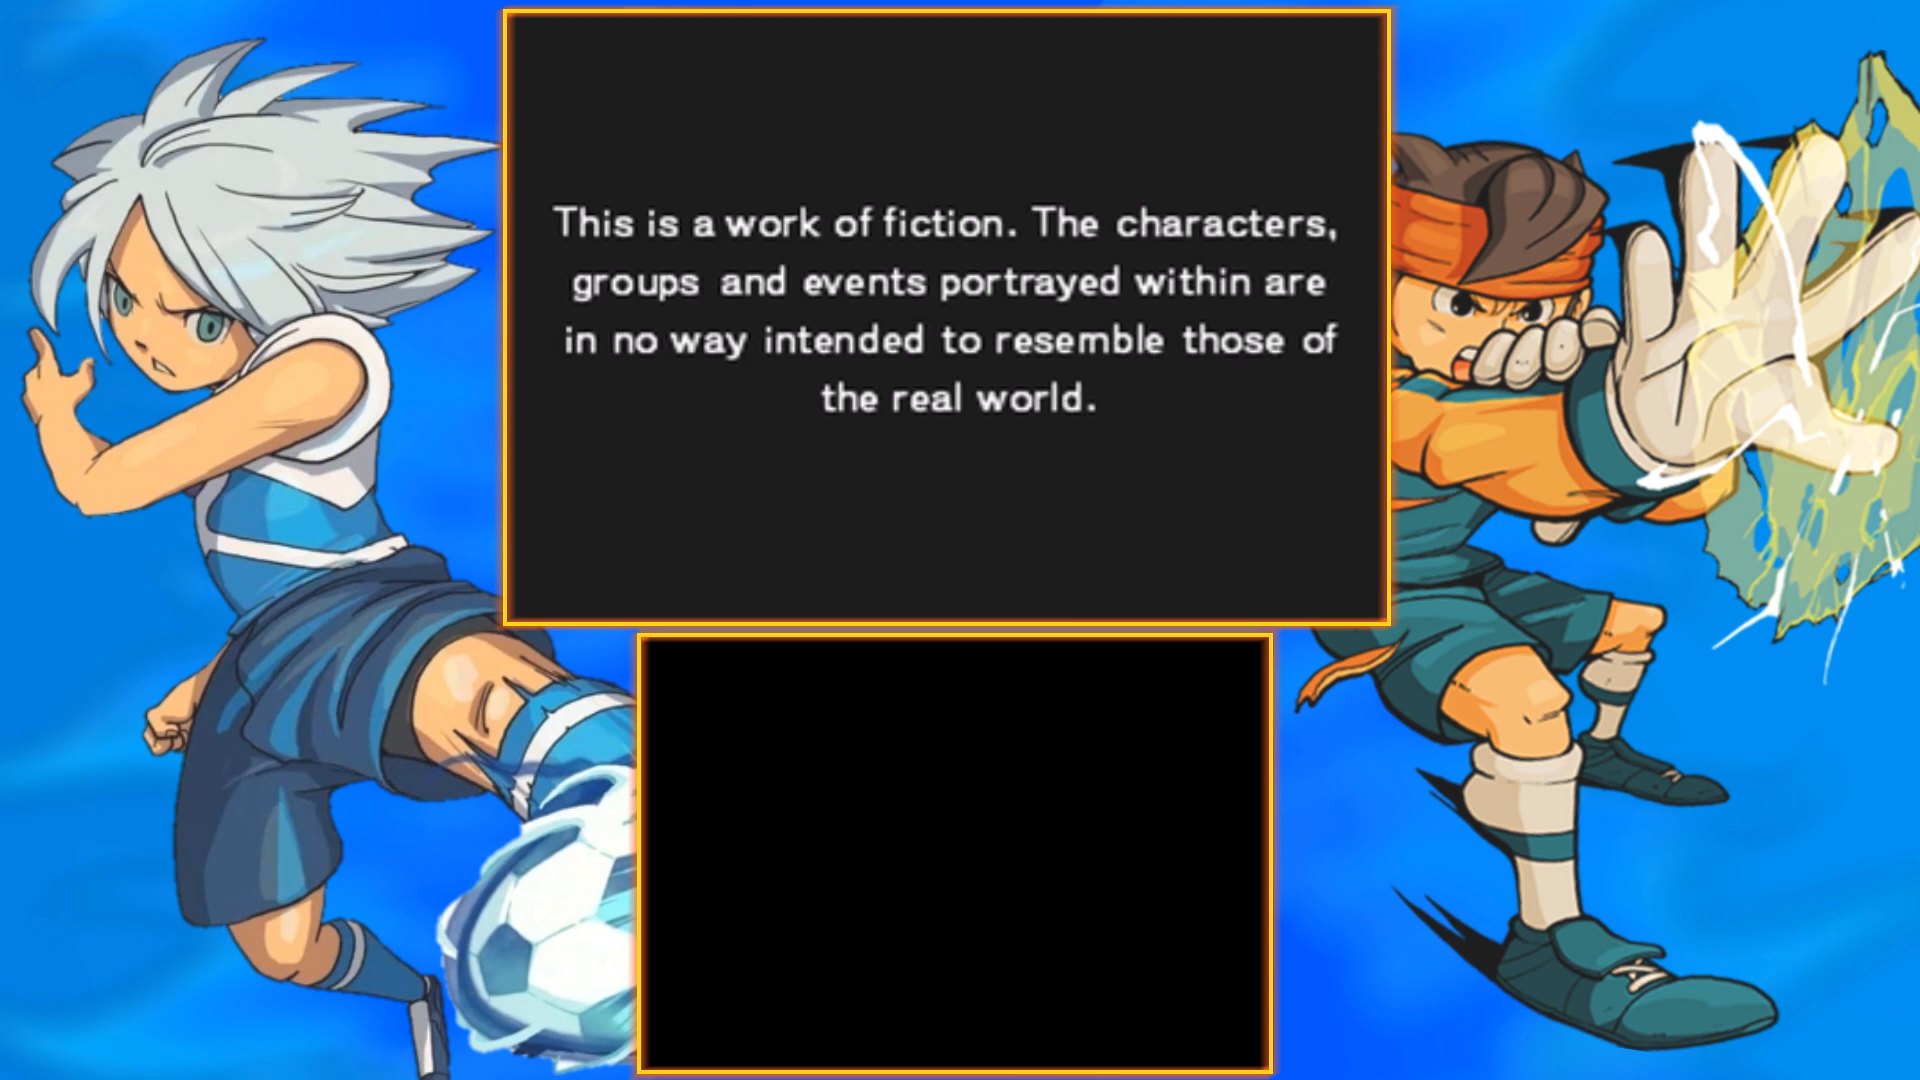 This is a work of fiction. The characters,
groups and events portrayed within are
in no way intended to resemble those of
the real world.